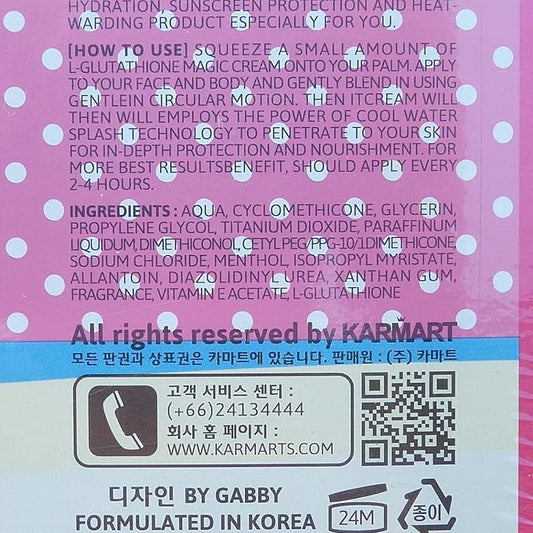 HYDRATION, SUNSCREEN PROTECTION AND HEAT-
WARDING PRODUCT ESPECIALLY FOR YOU.
[HOW TO USE] SQUEEZE A SMALL AMOUNT OF
L-GLUTATHIONE MAGIC CREAM ONTO YOUR PALM. APPLY
TO YOUR FACE AND BODY AND GENTLY BLEND IN USING
GENTLEIN CIRCULAR MOTION. THEN ITCREAM WILL
THEN WILL EMPLOYS THE POWER OF COOL WATER
SPLASH TECHNOLOGY TO PENETRATE TO YOUR SKIN
FOR IN-DEPTH PROTECTION AND NOURISHMENT. FOR
MORE BEST RESULTSBENEFIT, SHOULD APPLY EVERY
2-4 HOURS.
INGREDIENTS : AQUA, CYCLOMETHICONE, GLYCERIN,
PROPYLENE GLYCOL, TITANIUM DIOXIDE, PARAFFINUM
LIQUIDUM, DIMETHICONOL, CETYL PEG/PPG-10/1DIMETHICONE,
SODIUM CHLORIDE, MENTHOL, ISOPROPYL MYRISTATE,
ALLANTOIN, DIAZOLIDINYL UREA, XANTHAN GUM,
FRAGRANCE, VITAMIN E ACETATE, L-GLUTATHIONE
All rights reserved by KARMART
모든 판권과 상표권은 카마트에 있습니다. 판매원 : (주) 카마트
고객 서비스 센터 :
(+66)24134444
회사 홈 페이지 :
WWW.KARMARTS.COM
디자인 BY GABBY
FORMULATED IN KOREA
24M
종이